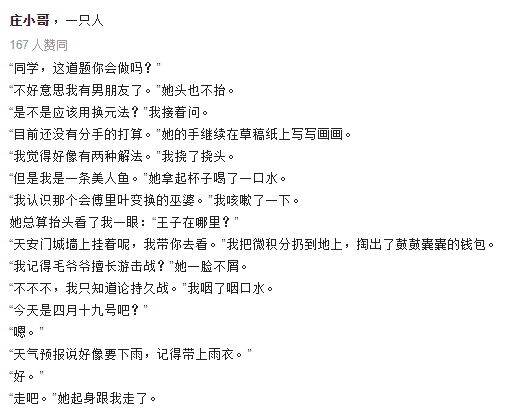 庄小哥，一只人
167 人赞同
“同学，这道题你会做吗？”
“不好意思我有男朋友了。”她头也不抬。
“是不是应该用换元法？”我接着问。
“目前还没有分手的打算。”她的手继续在草稿纸上写写画画。
“我觉得好像有两种解法。”我挠了挠头。
“但是我是一条美人鱼。”她拿起杯子喝了一口水。
“我认识那个会傅里叶变换的巫婆。”我咳嗽了一下。
她总算抬头看了我一眼：“王子在哪里？”
“天安门城墙上挂着呢，我带你去看。”我把微积分扔到地上，掏出了鼓鼓囊囊的钱包。
“我记得毛爷爷擅长游击战？”她一脸不屑。
“不不不，我只知道论持久战。”我咽了咽口水。
“今天是四月十九号吧？”
“嗯。”
“天气预报说好像要下雨，记得带上雨衣。”
“好。”
“走吧。”她起身跟我走了。